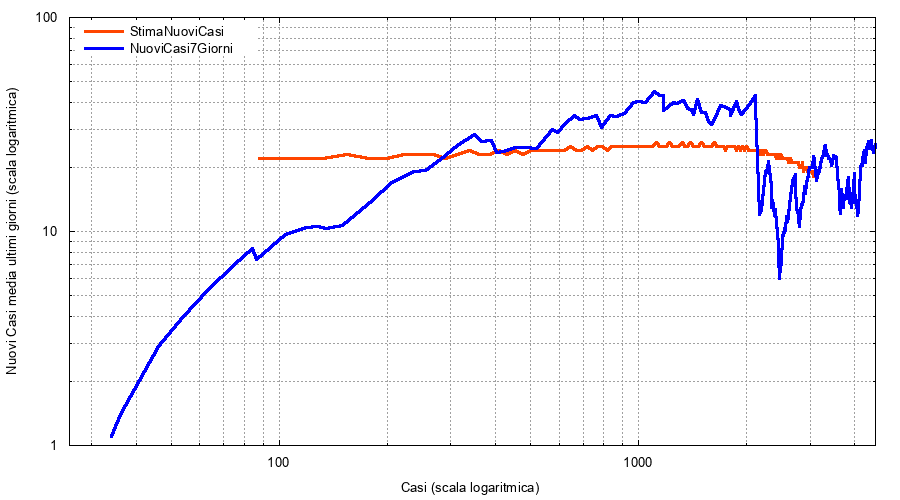 100
StimaNuoviCasi
NuoviCasi7Giorni
Nuovi Casi media ultimi giorni (scala logaritmica)
10
1
100
1000
Casi (scala logaritmica)